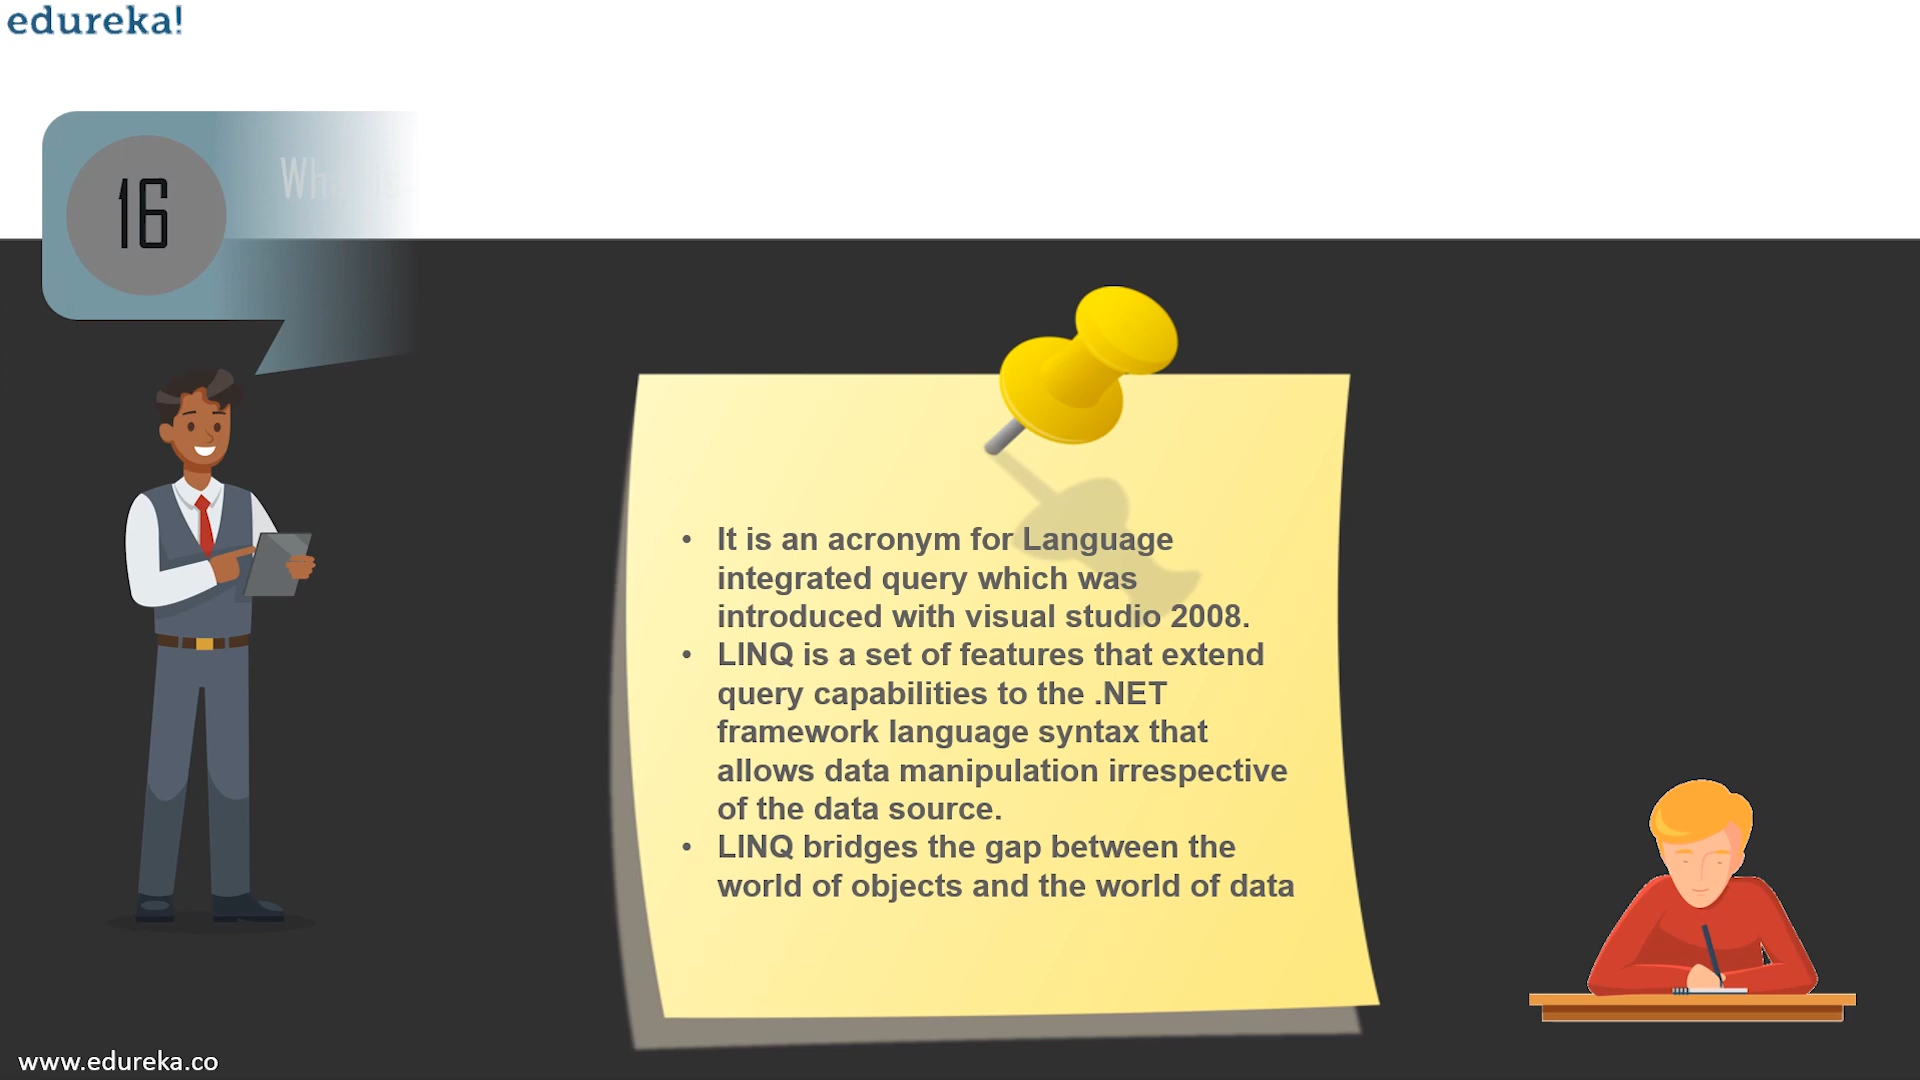 edureka!
16
It is an acronym for Language
integrated query which was
introduced with visual studio 2008.
LINQ is a set of features that extend
query capabilities to the .NET
framework language syntax that
allows data manipulation irrespective
of the data source.
LINQ bridges the gap between the
world of objects and the world of data
www.edureka.co